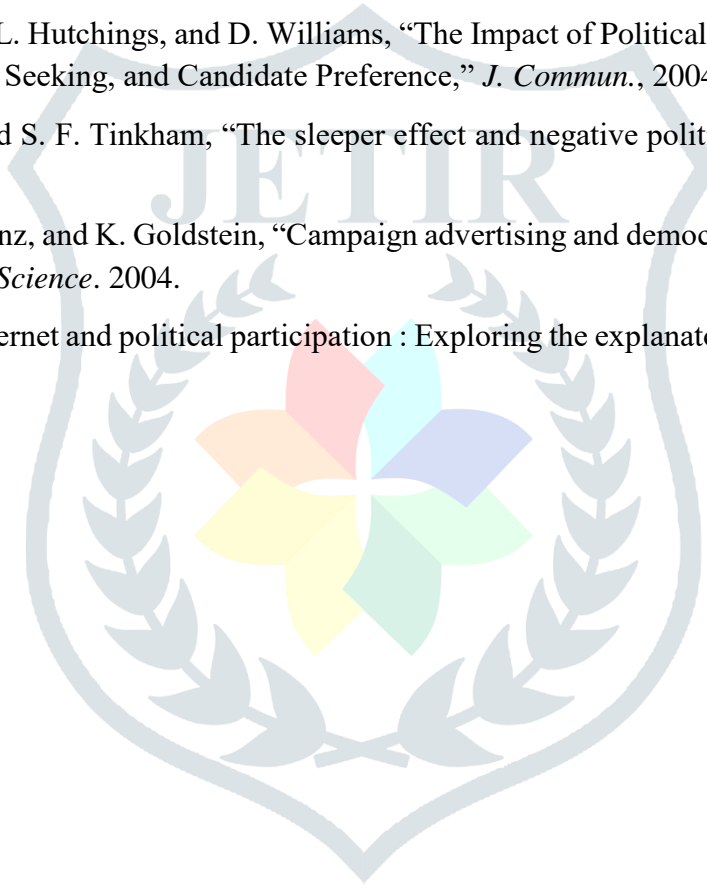 L. Hutchings, and D. Williams, “The Impact of Political
Seeking, and Candidate Preference,” J. Commun., 2004
d S. F. Tinkham, “The sleeper effect and negative polit
JETIR
nz, and K. Goldstein, “Campaign advertising and democ
Science. 2004.
ernet and political participation : Exploring the explanato